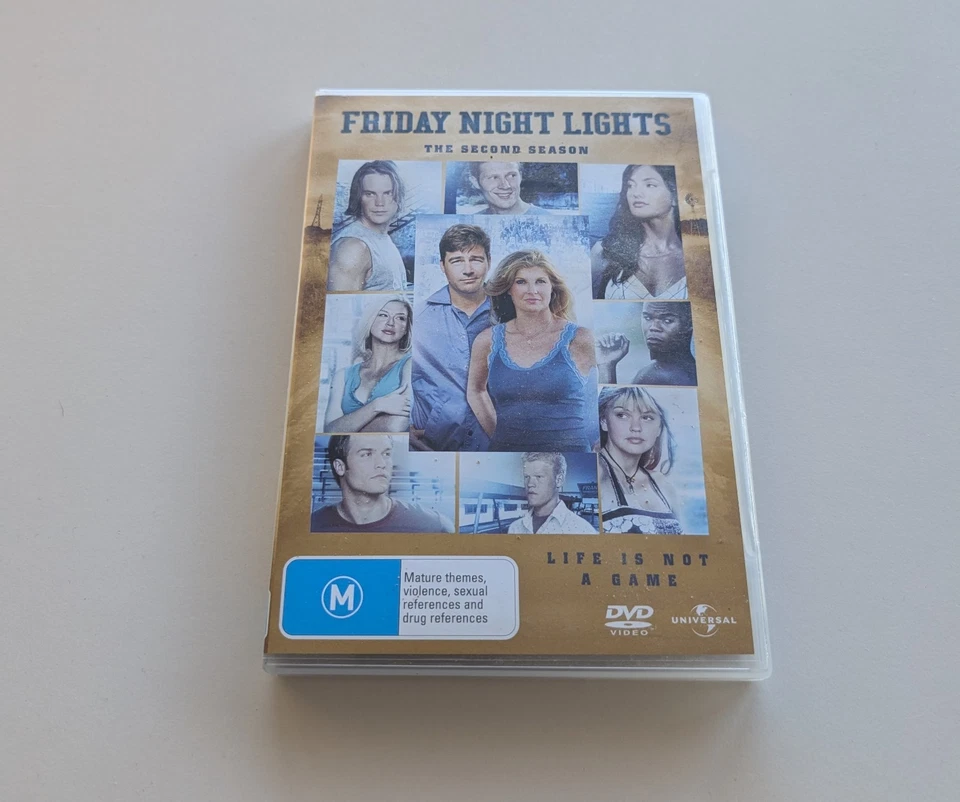 FRIDAY NIGHT LIGHTS
THE SECOND SEASON
LIFE IS NOT
A GAME
M
Mature themes,
violence, sexual
references and
drug references
DVD
VIDEO
UNIVERSAL